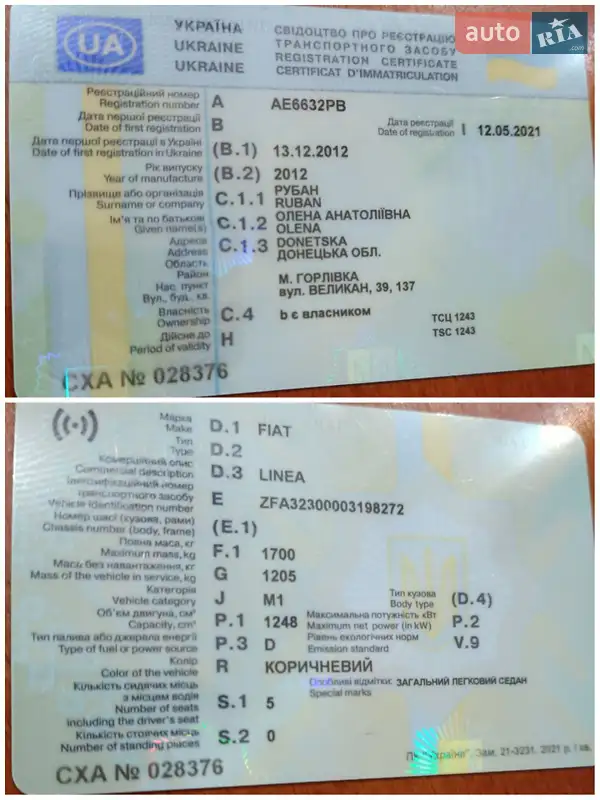 auto RIA .com
УКРАЇНА
UKRAINE
UKRAINE
UA
СВІДОЦТВО ПРО РЕЄСТРАЦІЮ
ТРАНСПОРТНОГО ЗАСОБУ
REGISTRATION CERTIFICATE
CERTIFICAT D'IMMATRICULATION
Реєстраційний номер
Registration number A AE6632PB
Дата першої реєстрації
Date of first registration B
Дата реєстрації
Date of registration I 12.05.2021
Дата першої реєстрації в Україні
Date of first registration in Ukraine (B.1) 13.12.2012
Рік випуску
Year of manufacture (B.2) 2012
Прізвище або організація
Surname or company C.1.1 РУБАН
RUBAN
Ім'я та по батькові
Given name(s) C.1.2 ОЛЕНА АНАТОЛІЇВНА
OLENA
Адреса
Address C.1.3 DONETSKA
Область ДОНЕЦЬКА ОБЛ.
Район
Нас. пункт М. ГОРЛІВКА
Вул., буд., кв. вул. ВЕЛИКАН, 39, 137
Власність
Ownership C.4 b є власником
ТСЦ 1243
TSC 1243
Дійсне до
Period of validity H
СХА № 028376
Марка
Make D.1 FIAT
Тип
Type D.2
Комерційний опис
Commercial description D.3 LINEA
Ідентифікаційний номер
транспортного засобу
Vehicle identification number E ZFA32300003198272
Номер шасі (кузова, рами)
Chassis number (body, frame) (E.1)
Повна маса, кг
Maximum mass, kg F.1 1700
Маса без навантаження, кг
Mass of the vehicle in service, kg G 1205
Категорія
Vehicle category J M1
Тип кузова
Body type (D.4)
Об'єм двигуна, см³
Capacity, cm³ P.1 1248
Максимальна потужність кВт
Maximum net power (in kW) P.2
Тип палива або джерела енергії
Type of fuel or power source P.3 D
Рівень екологічних норм
Emission standard V.9
Колір
Color of the vehicle R КОРИЧНЕВИЙ
Особливі відмітки: ЗАГАЛЬНИЙ ЛЕГКОВИЙ СЕДАН
Special marks
Кількість сидячих місць
з місцем водія
Number of seats S.1 5
including the driver's seat
Кількість стоячих місць
Number of standing places S.2 0
"Україна". Зам. 21-3231. 2021 р. І кв.
СХА № 028376